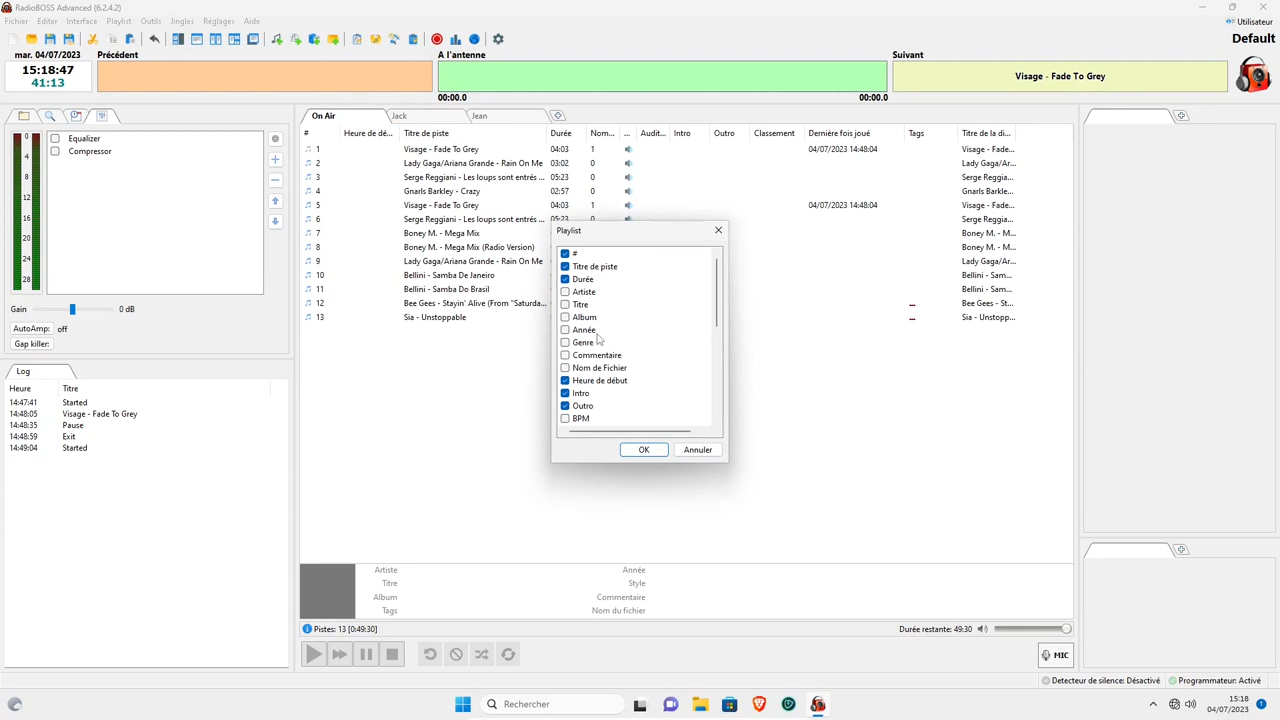 RadioBOSS Advanced (6.2.4.2)
Fichier Editer Interface Playlist Outils Jingles Réglages Aide
Utilisateur
Default
mar. 04/07/2023 Précédent A l'antenne Suivant
15:18:47
41:13
Visage - Fade To Grey
00:00.0 00:00.0
On Air Jack Jean
# Heure de dé... Titre de piste Durée Nom... ... Audit... Intro Outro Classement Dernière fois joué Tags Titre de la di...
1 Visage - Fade To Grey 04:03 1 04/07/2023 14:48:04 Visage - Fade...
2 Lady Gaga/Ariana Grande - Rain On Me 03:02 0 Lady Gaga/Ar...
3 Serge Reggiani - Les loups sont entrés ... 05:23 0 Serge Reggia...
4 Gnarls Barkley - Crazy 02:57 0 Gnarls Barkle...
5 Visage - Fade To Grey 04:03 1 04/07/2023 14:48:04 Visage - Fade...
6 Serge Reggiani - Les loups sont entrés ... 05:23 0 Serge Reggia...
7 Boney M. - Mega Mix Boney M. - M...
8 Boney M. - Mega Mix (Radio Version) Boney M. - M...
9 Lady Gaga/Ariana Grande - Rain On Me Lady Gaga/Ar...
10 Bellini - Samba De Janeiro Bellini - Sam...
11 Bellini - Samba Do Brasil Bellini - Sam...
12 Bee Gees - Stayin' Alive (From "Saturda... ... Bee Gees - St...
13 Sia - Unstoppable ... Sia - Unstopp...
0
4
8
12
16
20
24
28
Equalizer
Compressor
Gain 0 dB
AutoAmp: off
Gap killer:
Log
Heure Titre
14:47:41 Started
14:48:05 Visage - Fade To Grey
14:48:35 Pause
14:48:59 Exit
14:49:04 Started
Playlist
#
Titre de piste
Durée
Artiste
Titre
Album
Année
Genre
Commentaire
Nom de Fichier
Heure de début
Intro
Outro
BPM
OK Annuler
Artiste Année
Titre Style
Album Commentaire
Tags Nom du fichier
Pistes: 13 [0:49:30] Durée restante: 49:30
MIC
Detecteur de silence: Désactivé Programmateur: Activé
Rechercher
15:18
04/07/2023
1